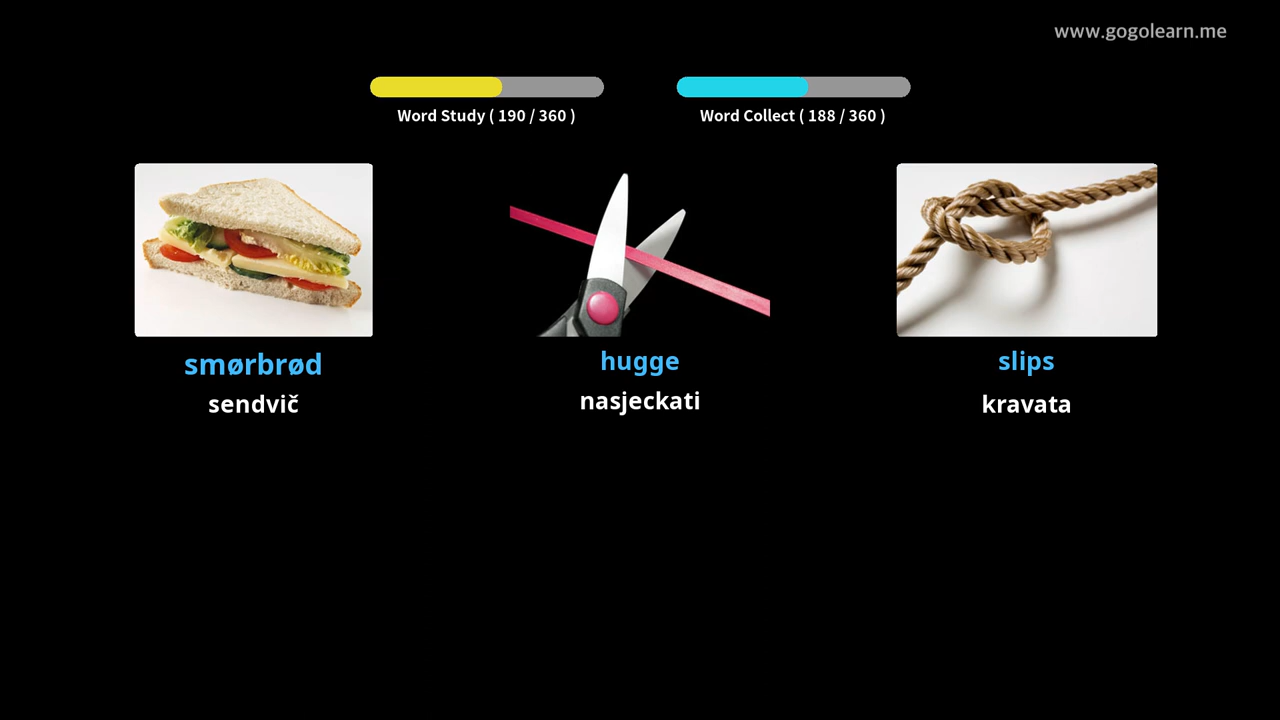 www.gogolearn.me
Word Study ( 190 / 360 )
Word Collect ( 188 / 360 )
smørbrød
hugge
slips
sendvič
nasjeckati
kravata